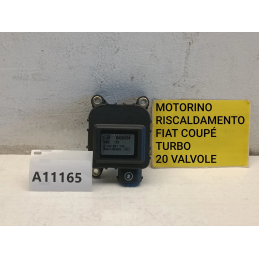 MOTORINO
RISCALDAMENTO
FIAT COUPÉ
TURBO
20 VALVOLE
A11165